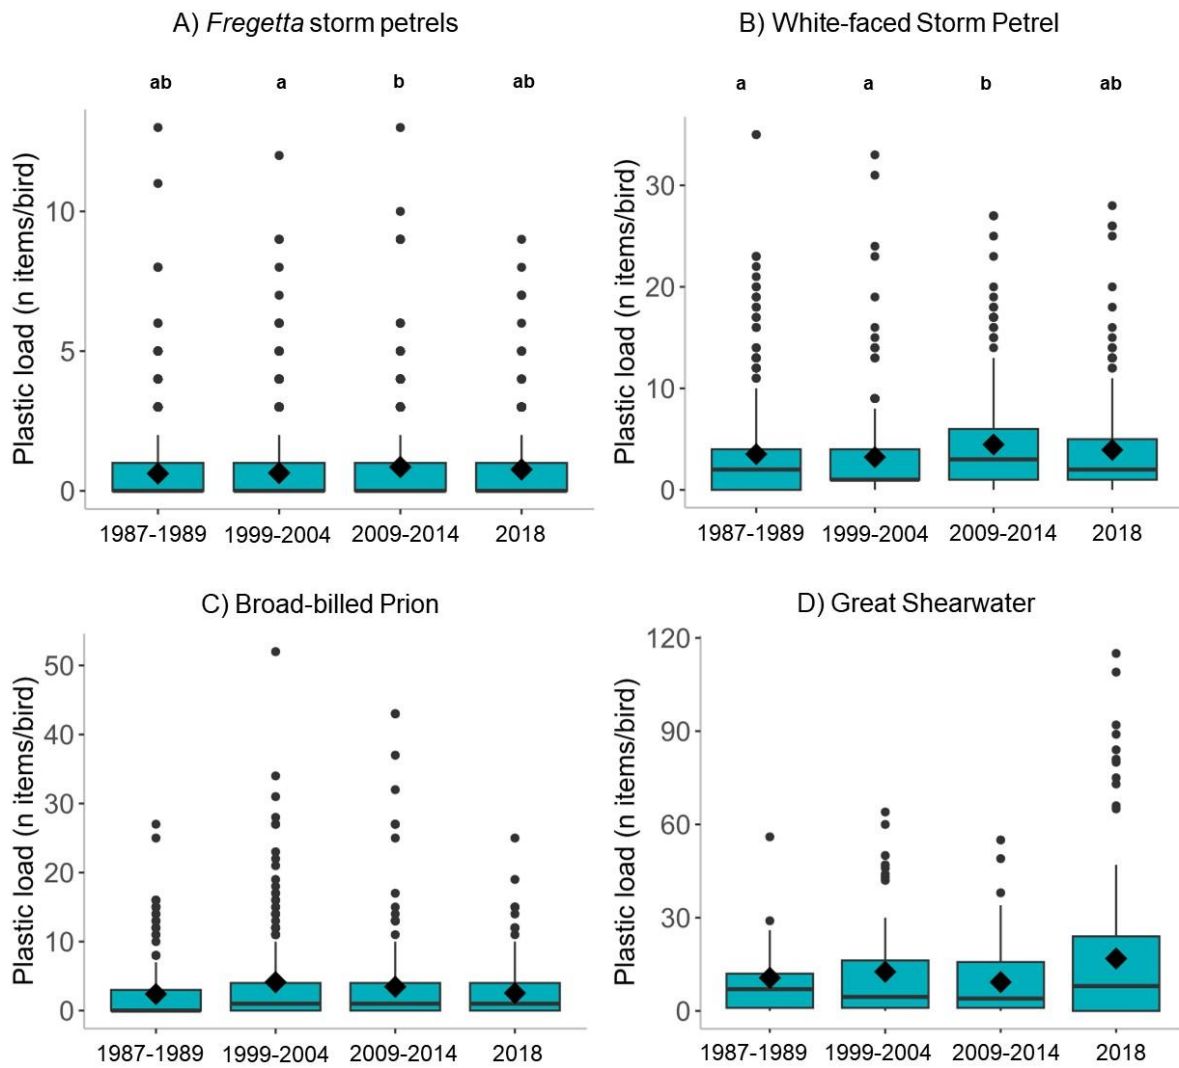 A) Fregetta storm petrels
ab a b ab
Plastic load (n items/bird)
10
5
0
1987-1989 1999-2004 2009-2014 2018
B) White-faced Storm Petrel
a a b ab
Plastic load (n items/bird)
30
20
10
0
1987-1989 1999-2004 2009-2014 2018
C) Broad-billed Prion
Plastic load (n items/bird)
50
40
30
20
10
0
1987-1989 1999-2004 2009-2014 2018
D) Great Shearwater
Plastic load (n items/bird)
120
90
60
30
0
1987-1989 1999-2004 2009-2014 2018